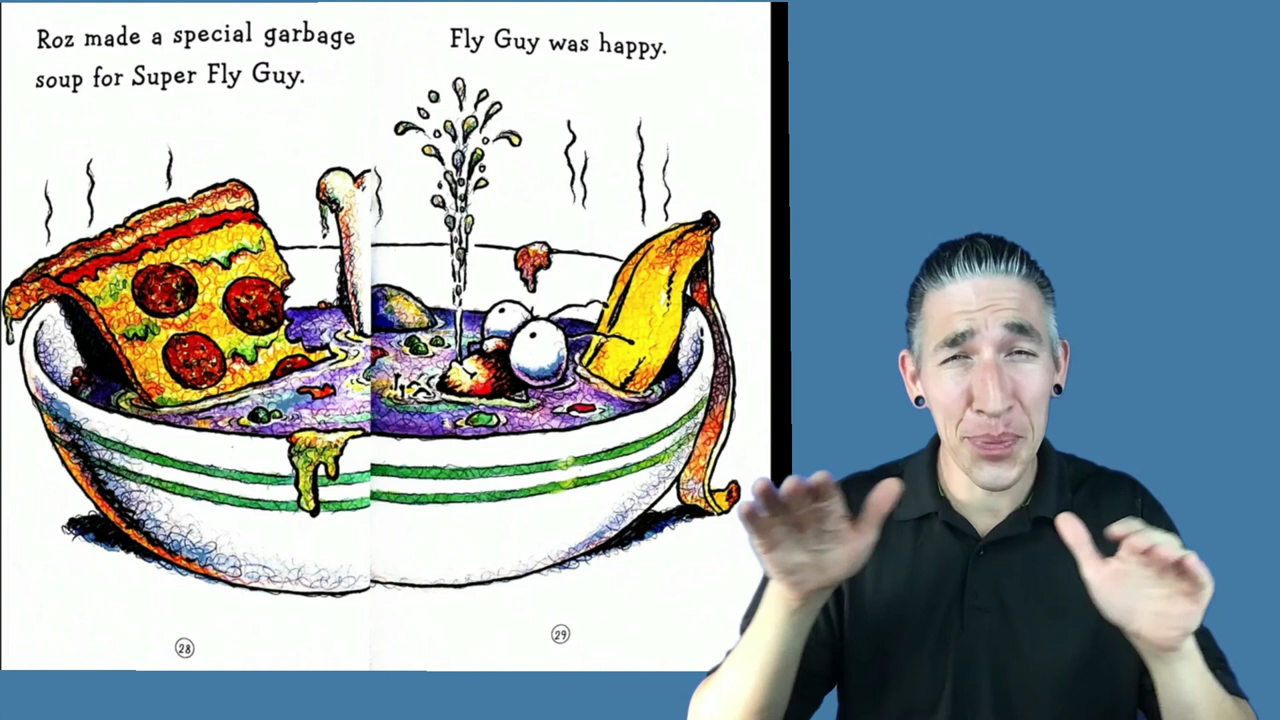 Roz made a special garbage
soup for Super Fly Guy.
Fly Guy was happy.
28
29